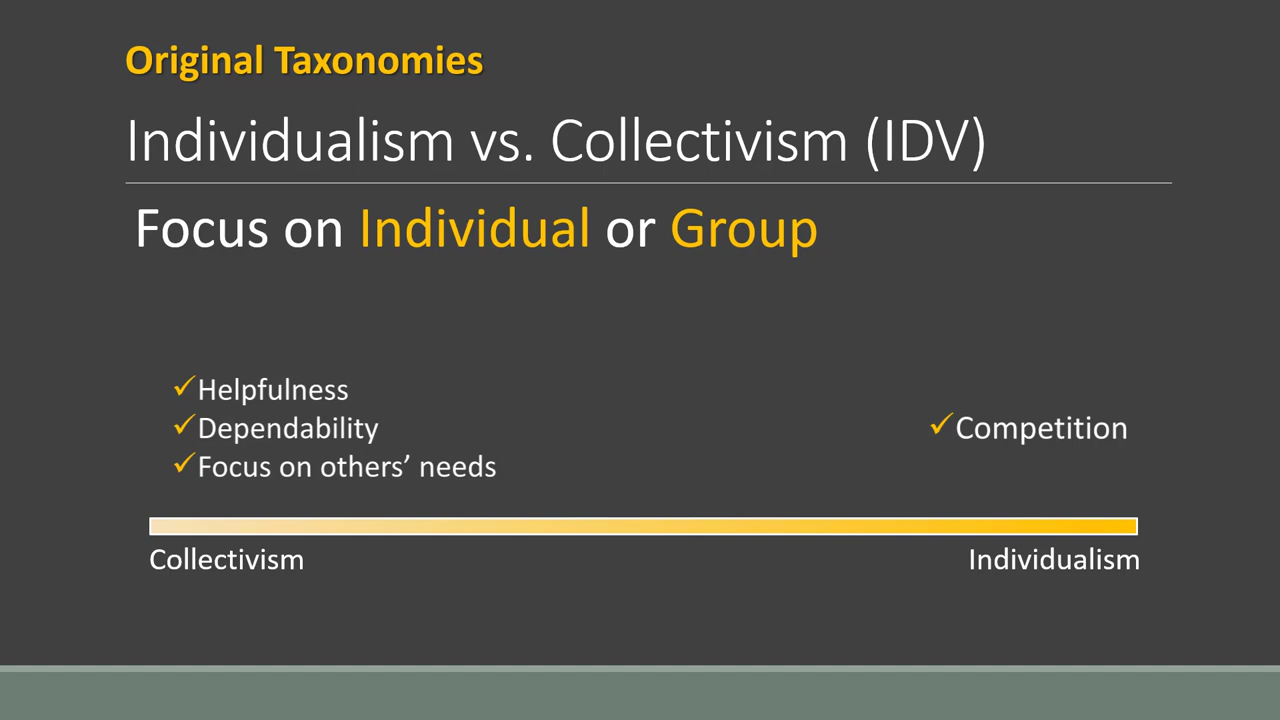 Original Taxonomies
Individualism vs. Collectivism (IDV)
Focus on Individual or Group
✓Helpfulness
✓Dependability
✓Focus on others’ needs
✓Competition
Collectivism
Individualism